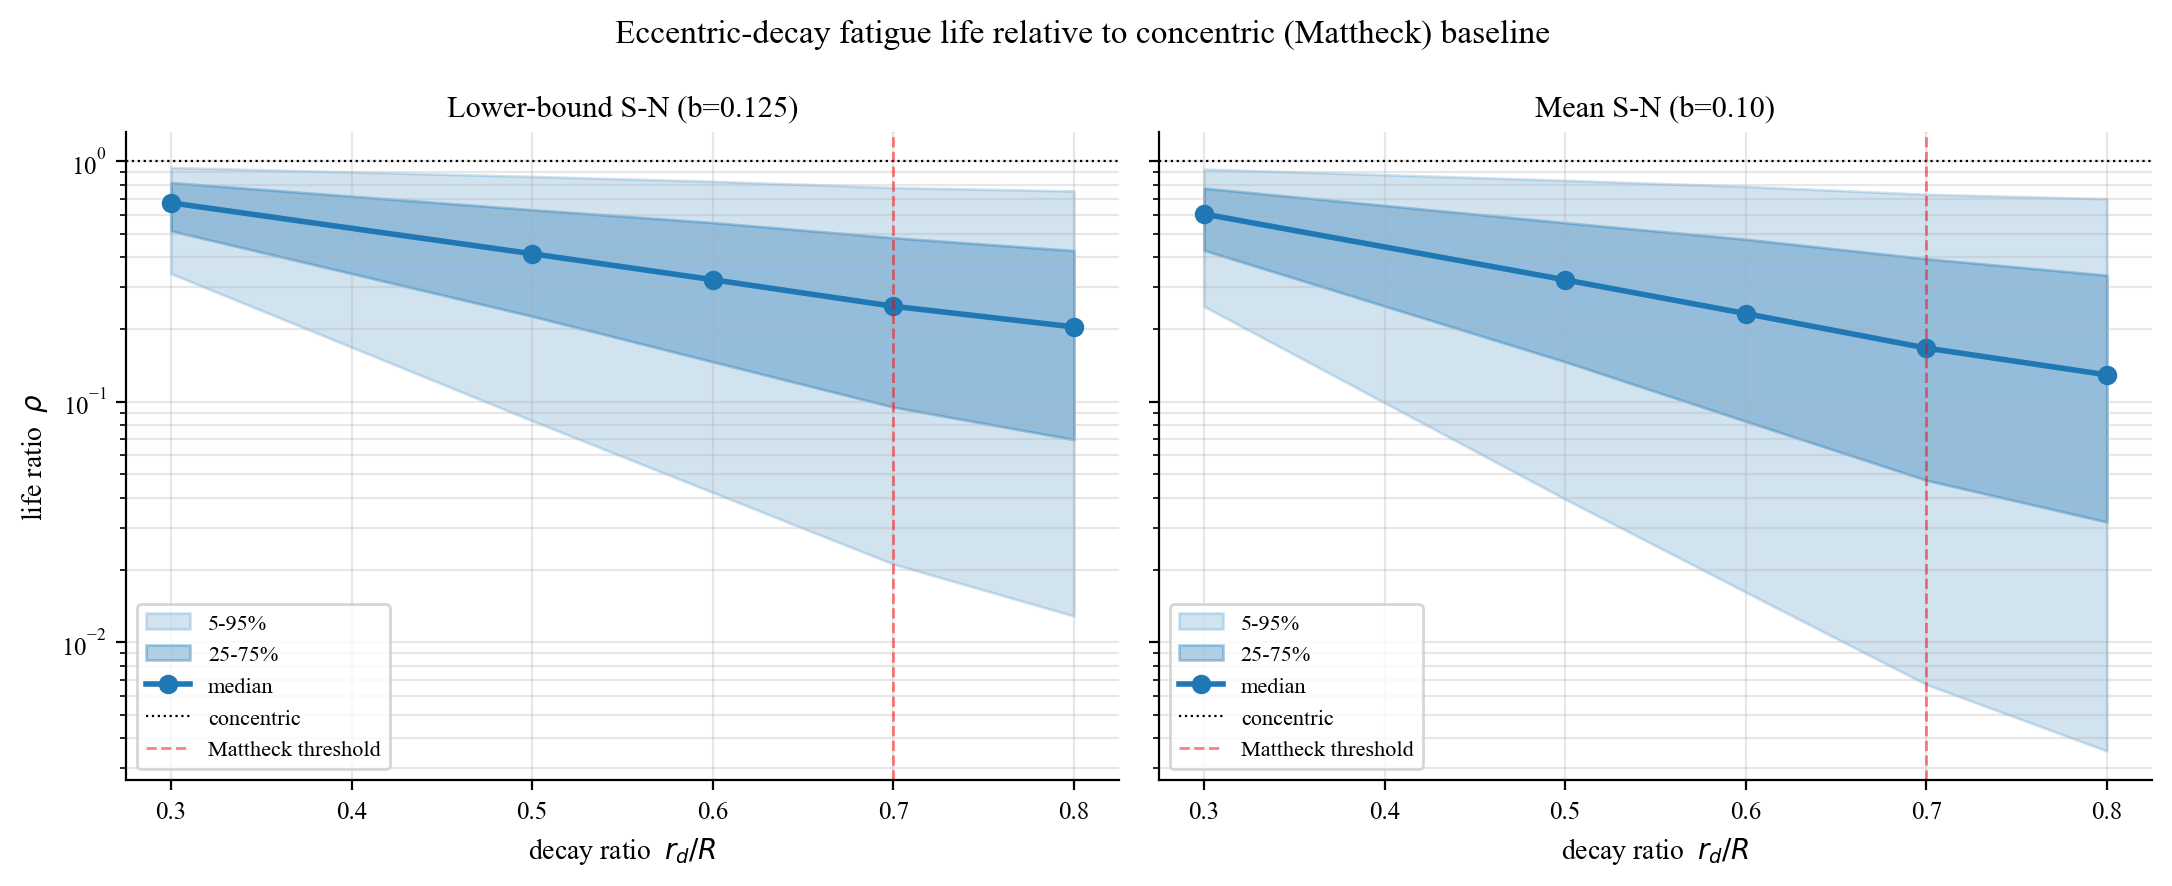 Eccentric-decay fatigue life relative to concentric (Mattheck) baseline
Lower-bound S-N (b=0.125)
life ratio ρ
10⁰
10⁻¹
10⁻²
5-95%
25-75%
median
concentric
Mattheck threshold
0.3 0.4 0.5 0.6 0.7 0.8
decay ratio r_d/R
Mean S-N (b=0.10)
5-95%
25-75%
median
concentric
Mattheck threshold
0.3 0.4 0.5 0.6 0.7 0.8
decay ratio r_d/R